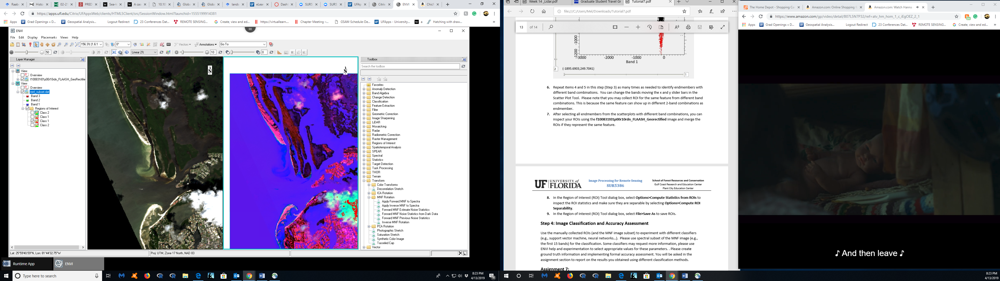 Raab
Histo
02-21
PRED
Sea-l
A cas
10.10
Globa
Globa
lands
eLear
Dashl
SUR5
SUR5
UFAp
Citrix
ENVI
Chich
https://apps.ufl.edu/Citrix/UFAppsWeb/clients/HTML5Client/src/SessionWindow.html?launchid=1555199914381
Apps
Grad Openings » D...
Geospatial Analysis...
Logout Redirect
23 Conferences Dat...
REMOTE SENSING...
Create, view and ed...
https://virtuallearn...
Chapter Meeting –...
GSAW-Schedule-De...
UFApps - University...
a
Hatching with draw...
ENVI
File Edit Display Placemarks Views Help
156.3% (1.6:1
0°
Vectors
Annotations
Go To
50
20
Linear 2%
10
0
Layer Manager
View
Overview
f100831t01p00r10rdn_FLAASH_GeoRectifie
View
Overview
mnf_subset.dat
Band 3
Band 2
Band 1
Regions of Interest
Class 2
Class 1
Class 1
Class 2
N
N
Toolbox
Search the toolbox
Favorites
Anomaly Detection
Band Algebra
Change Detection
Classification
Feature Extraction
Filter
Geometric Correction
Image Sharpening
LiDAR
Mosaicking
Radar
Radiometric Correction
Raster Management
Regions of Interest
Spatiotemporal Analysis
SPEAR
Spectral
Statistics
Target Detection
Task Processing
THOR
Terrain
Transform
Color Transforms
Decorrelation Stretch
ICA Rotation
MNF Rotation
Apply Forward MNF to Spectra
Apply Inverse MNF to Spectra
Forward MNF Estimate Noise Statistics
Forward MNF Noise Statistics from Dark Data
Forward MNF Previous Noise Statistics
Inverse MNF Rotation
PCA Rotation
Photographic Stretch
Saturation Stretch
Synthetic Color Image
Tasseled Cap
Vector
Lat: 25°59'40.59"N, Lon: 81°44'32.75"W
Proj: UTM, Zone 17 North, NAD 83
Runtime App
ENVI
Type here to search
8:23 PM
4/13/2019
18
Week 14 _Lidar.pdf
Graduate Student Travel Gr
Tutorial7.pdf
file:///C:/Users/Mel/Downloads/Tutorial7.pdf
13 of 14
-1000
1200
-3000 -2000 -1000 0
Band 1
2 (-1895.6903,249.7041)
1
6. Repeat items 4 and 5 in this step (Step 3) as many times as needed to identify endmembers with
different band combinations. You can change the bands moving the x and y slider bars in the
Scatter Plot Tool. Please note that you may collect ROI for the same feature from different band
combinations. This is because the same feature can show up in different 2-band combinations as
endmember.
7. After selecting all endmembers from the scatterplots with different band combinations, you can
inspect your ROIs using the f100831t01p00r10rdn_FLAASH_Georectified image and merge the
ROIs if they represent the same feature.
UF UNIVERSITY of FLORIDA
Image Processing for Remote Sensing
SUR5386
School of Forest Resources and Conservation
Gulf Coast Research and Education Center
Plant City Education Center
8. In the Region of Interest (ROI) Tool dialog box, select Options>Compute Statistics from ROIs to
inspect the ROI statistics and make sure they are separable by selecting Options>Compute ROI
Separability.
9. In the Region of Interest (ROI) Tool dialog box, select File>Save As to save ROIs.
Step 4: Image Classification and Accuracy Assessment
Use the manually collected ROIs (and the MNF image subset) to experiment with different classifiers
(e.g., support vector machine, neural networks...). Please use spectral subset of the MNF image (e.g.,
the first 15 bands) for the classification. Some classifiers may request more information, please use
ENVI help and experimentation to select appropriate values for these parameters. . Please create
ground truth information and implementing formal accuracy assessment. You will be asked in the
assignment section to report on the results you obtained using different classification methods.
Assignment 7:
The Home Depot - Shopping Ca
Amazon.com: Online Shopping f
Amazon.com: Watch Hanna
https://www.amazon.com/gp/video/detail/B07L5N7P32/ref=atv_hm_hom_1_c_iEgOEZ_2_1
24
Apps
Grad Openings » D...
Geospatial Analysis...
Logout Redirect
23 Conferences Dat...
REMOTE SENSING...
Create, view and ed...
♪ And then leave ♪
8:23 PM
4/13/2019